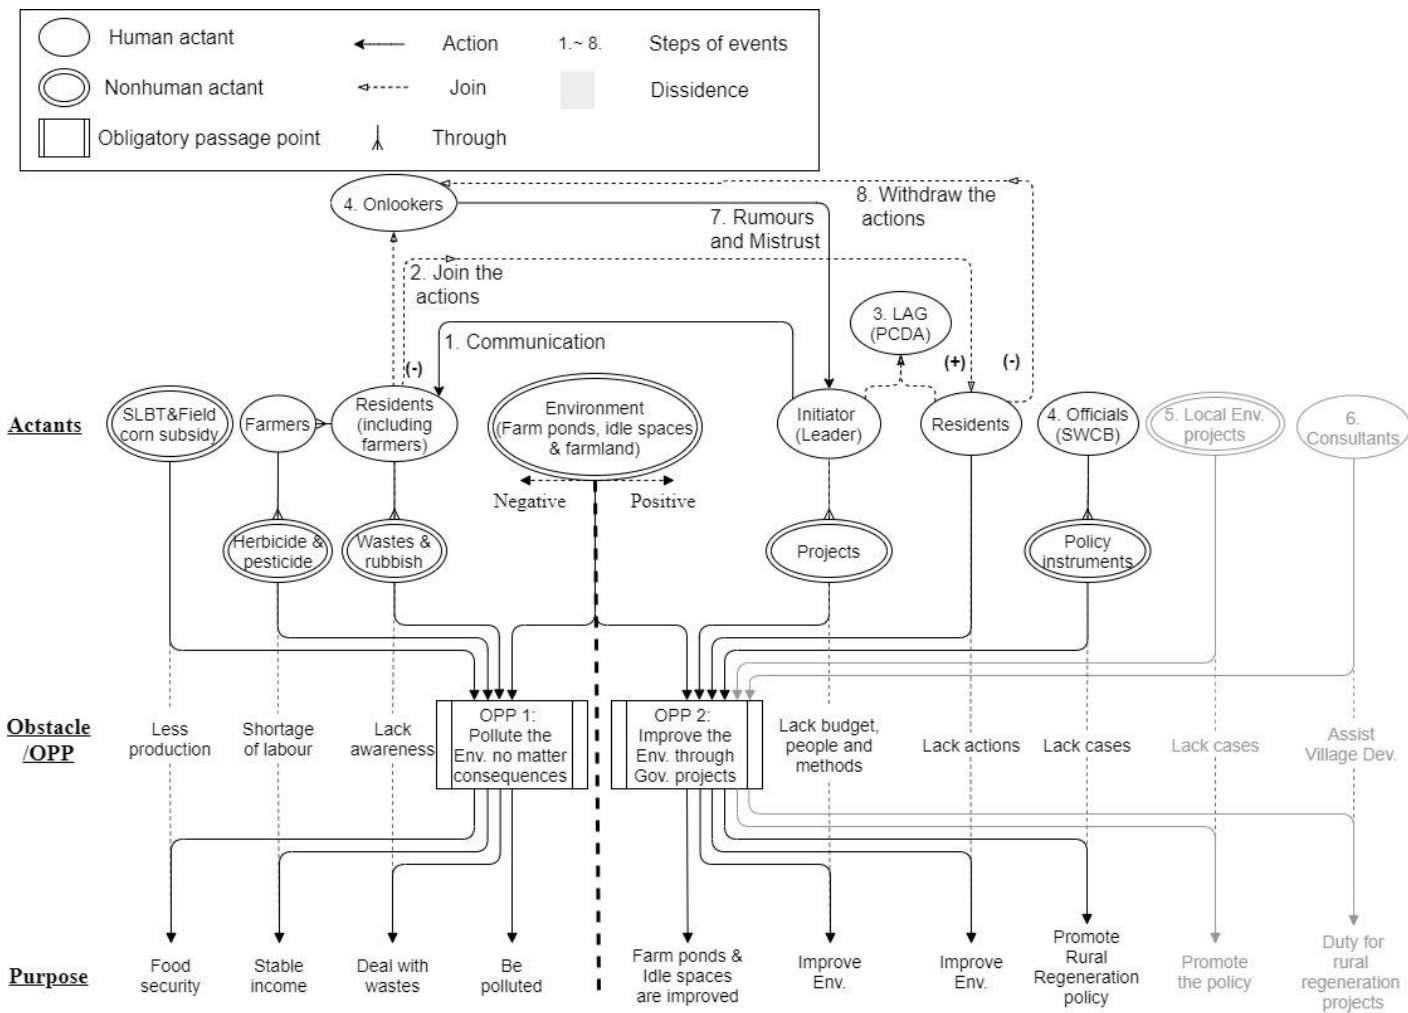 Human actant
Action
1.~ 8.
Steps of events
Nonhuman actant
Join
Dissidence
Obligatory passage point
Through
4. Onlookers
8. Withdraw the
actions
7. Rumours
and Mistrust
2. Join the
actions
3. LAG
(PCDA)
1. Communication
(-)
(+)
(-)
Actants
SLBT&Field
corn subsidy
Farmers
Residents
(including
farmers)
Environment
(Farm ponds, idle spaces
& farmland)
Initiator
(Leader)
Residents
4. Officials
(SWCB)
5. Local Env.
projects
6.
Consultants
Negative
Positive
Herbicide &
pesticide
Wastes &
rubbish
Projects
Policy
instruments
Obstacle
/OPP
Less
production
Shortage
of labour
Lack
awareness
OPP 1:
Pollute the
Env. no matter
consequences
OPP 2:
Improve the
Env. through
Gov. projects
Lack budget,
people and
methods
Lack actions
Lack cases
Lack cases
Assist
Village Dev.
Purpose
Food
security
Stable
income
Deal with
wastes
Be
polluted
Farm ponds &
Idle spaces
are improved
Improve
Env.
Improve
Env.
Promote
Rural
Regeneration
policy
Promote
the policy
Duty for
rural
regeneration
projects